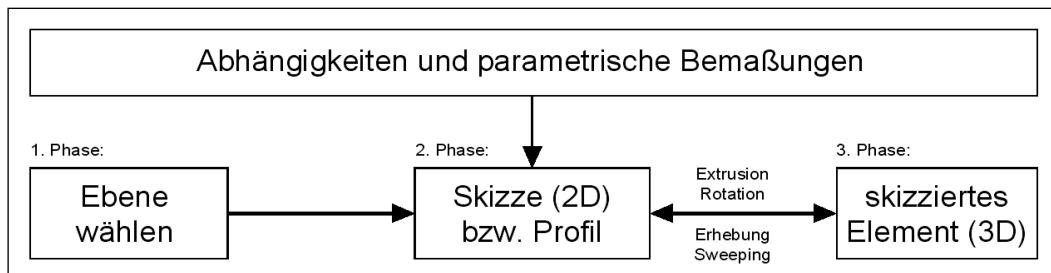 Abhängigkeiten und parametrische Bemaßungen
1. Phase:
Ebene
wählen
2. Phase:
Skizze (2D)
bzw. Profil
Extrusion
Rotation
Erhebung
Sweeping
3. Phase:
skizziertes
Element (3D)